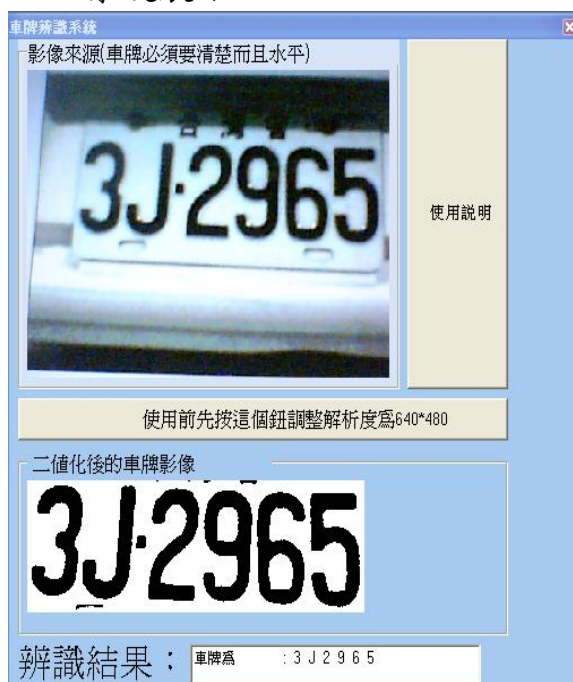 車牌辨識系統
影像來源(車牌必須要清楚而且水平)
3J·2965
使用說明
使用前先按這個鈕調整解析度爲640*480
二值化後的車牌影像
3J·2965
辨識結果：
車牌爲 :3J2965